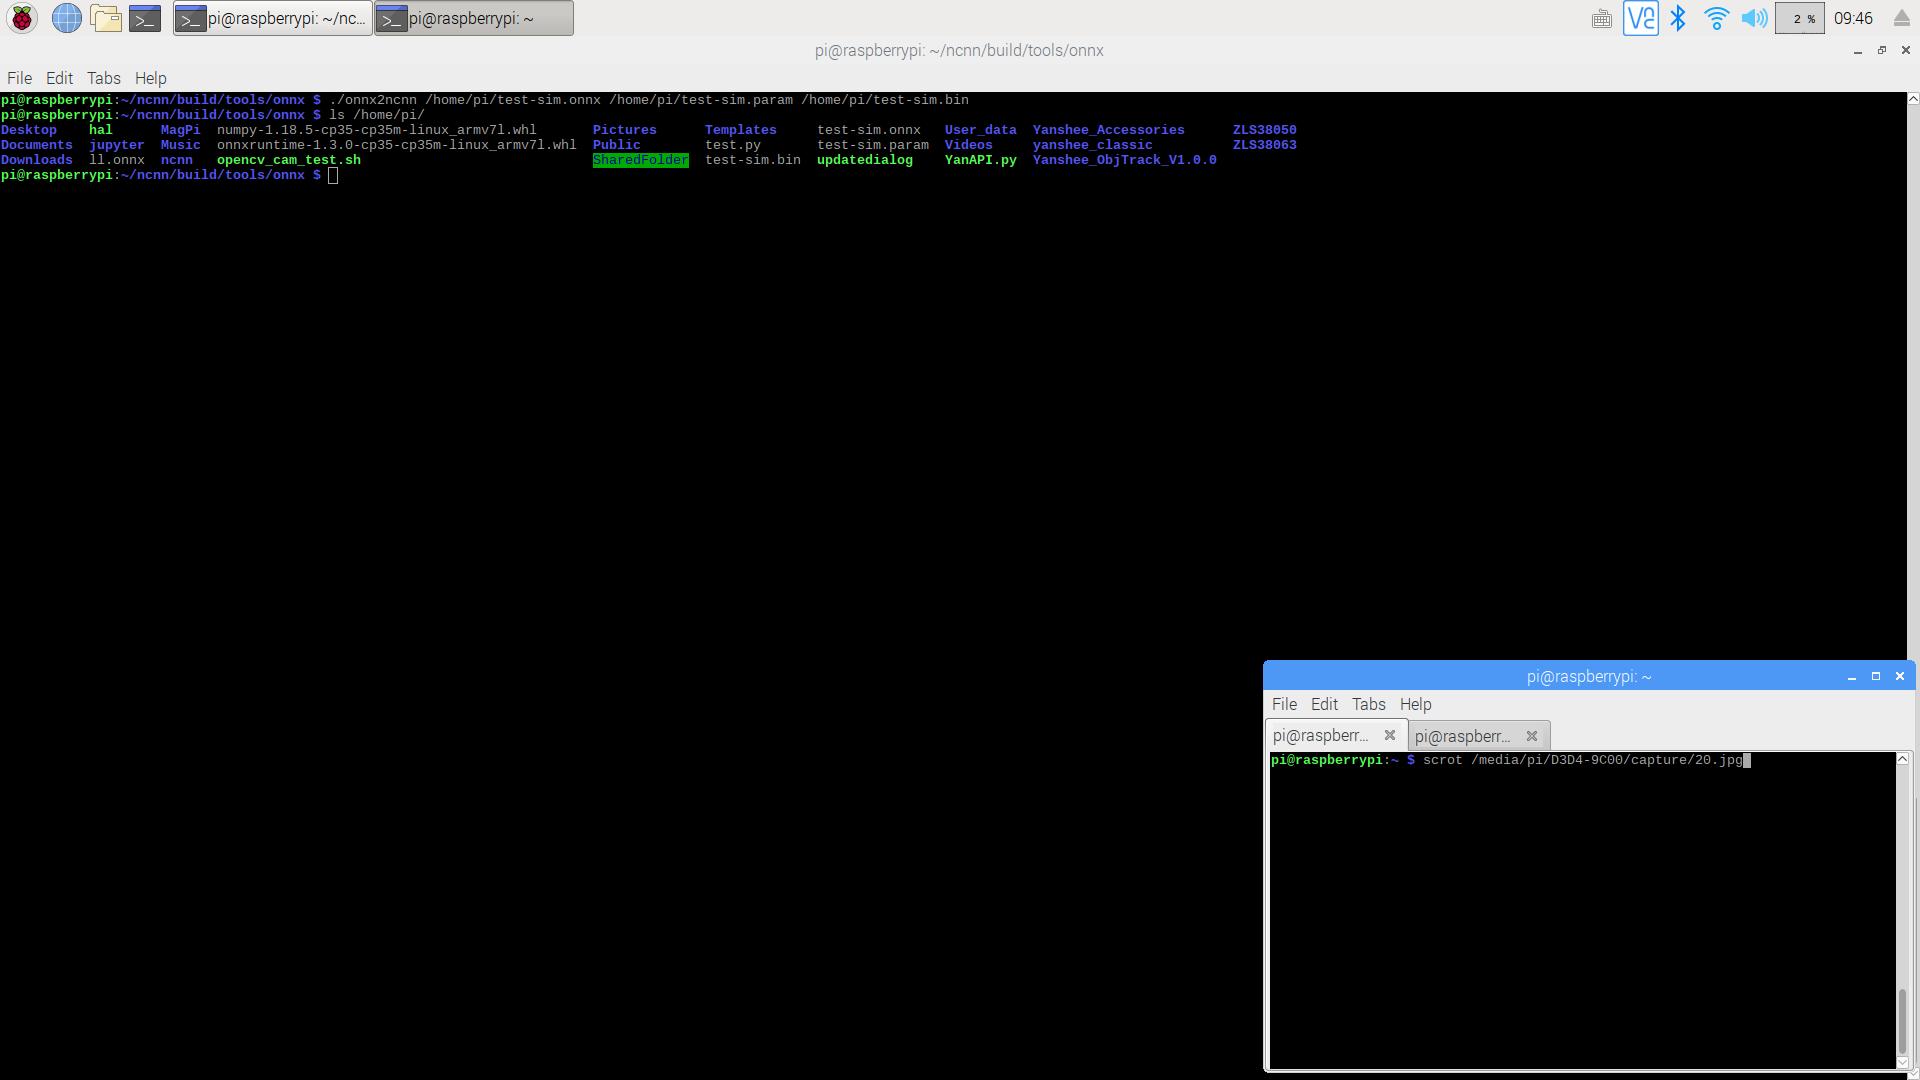 pi@raspberrypi: ~/nc... pi@raspberrypi: ~ 2 % 09:46
pi@raspberrypi: ~/ncnn/build/tools/onnx
File Edit Tabs Help
pi@raspberrypi:~/ncnn/build/tools/onnx $ ./onnx2ncnn /home/pi/test-sim.onnx /home/pi/test-sim.param /home/pi/test-sim.bin
pi@raspberrypi:~/ncnn/build/tools/onnx $ ls /home/pi/
Desktop hal MagPi numpy-1.18.5-cp35-cp35m-linux_armv7l.whl Pictures Templates test-sim.onnx User_data Yanshee_Accessories ZLS38050
Documents jupyter Music onnxruntime-1.3.0-cp35-cp35m-linux_armv7l.whl Public test.py test-sim.param Videos yanshee_classic ZLS38063
Downloads ll.onnx ncnn opencv_cam_test.sh SharedFolder test-sim.bin updatedialog YanAPI.py Yanshee_ObjTrack_V1.0.0
pi@raspberrypi:~/ncnn/build/tools/onnx $
pi@raspberrypi: ~
File Edit Tabs Help
pi@raspberr... pi@raspberr...
pi@raspberrypi:~ $ scrot /media/pi/D3D4-9C00/capture/20.jpg